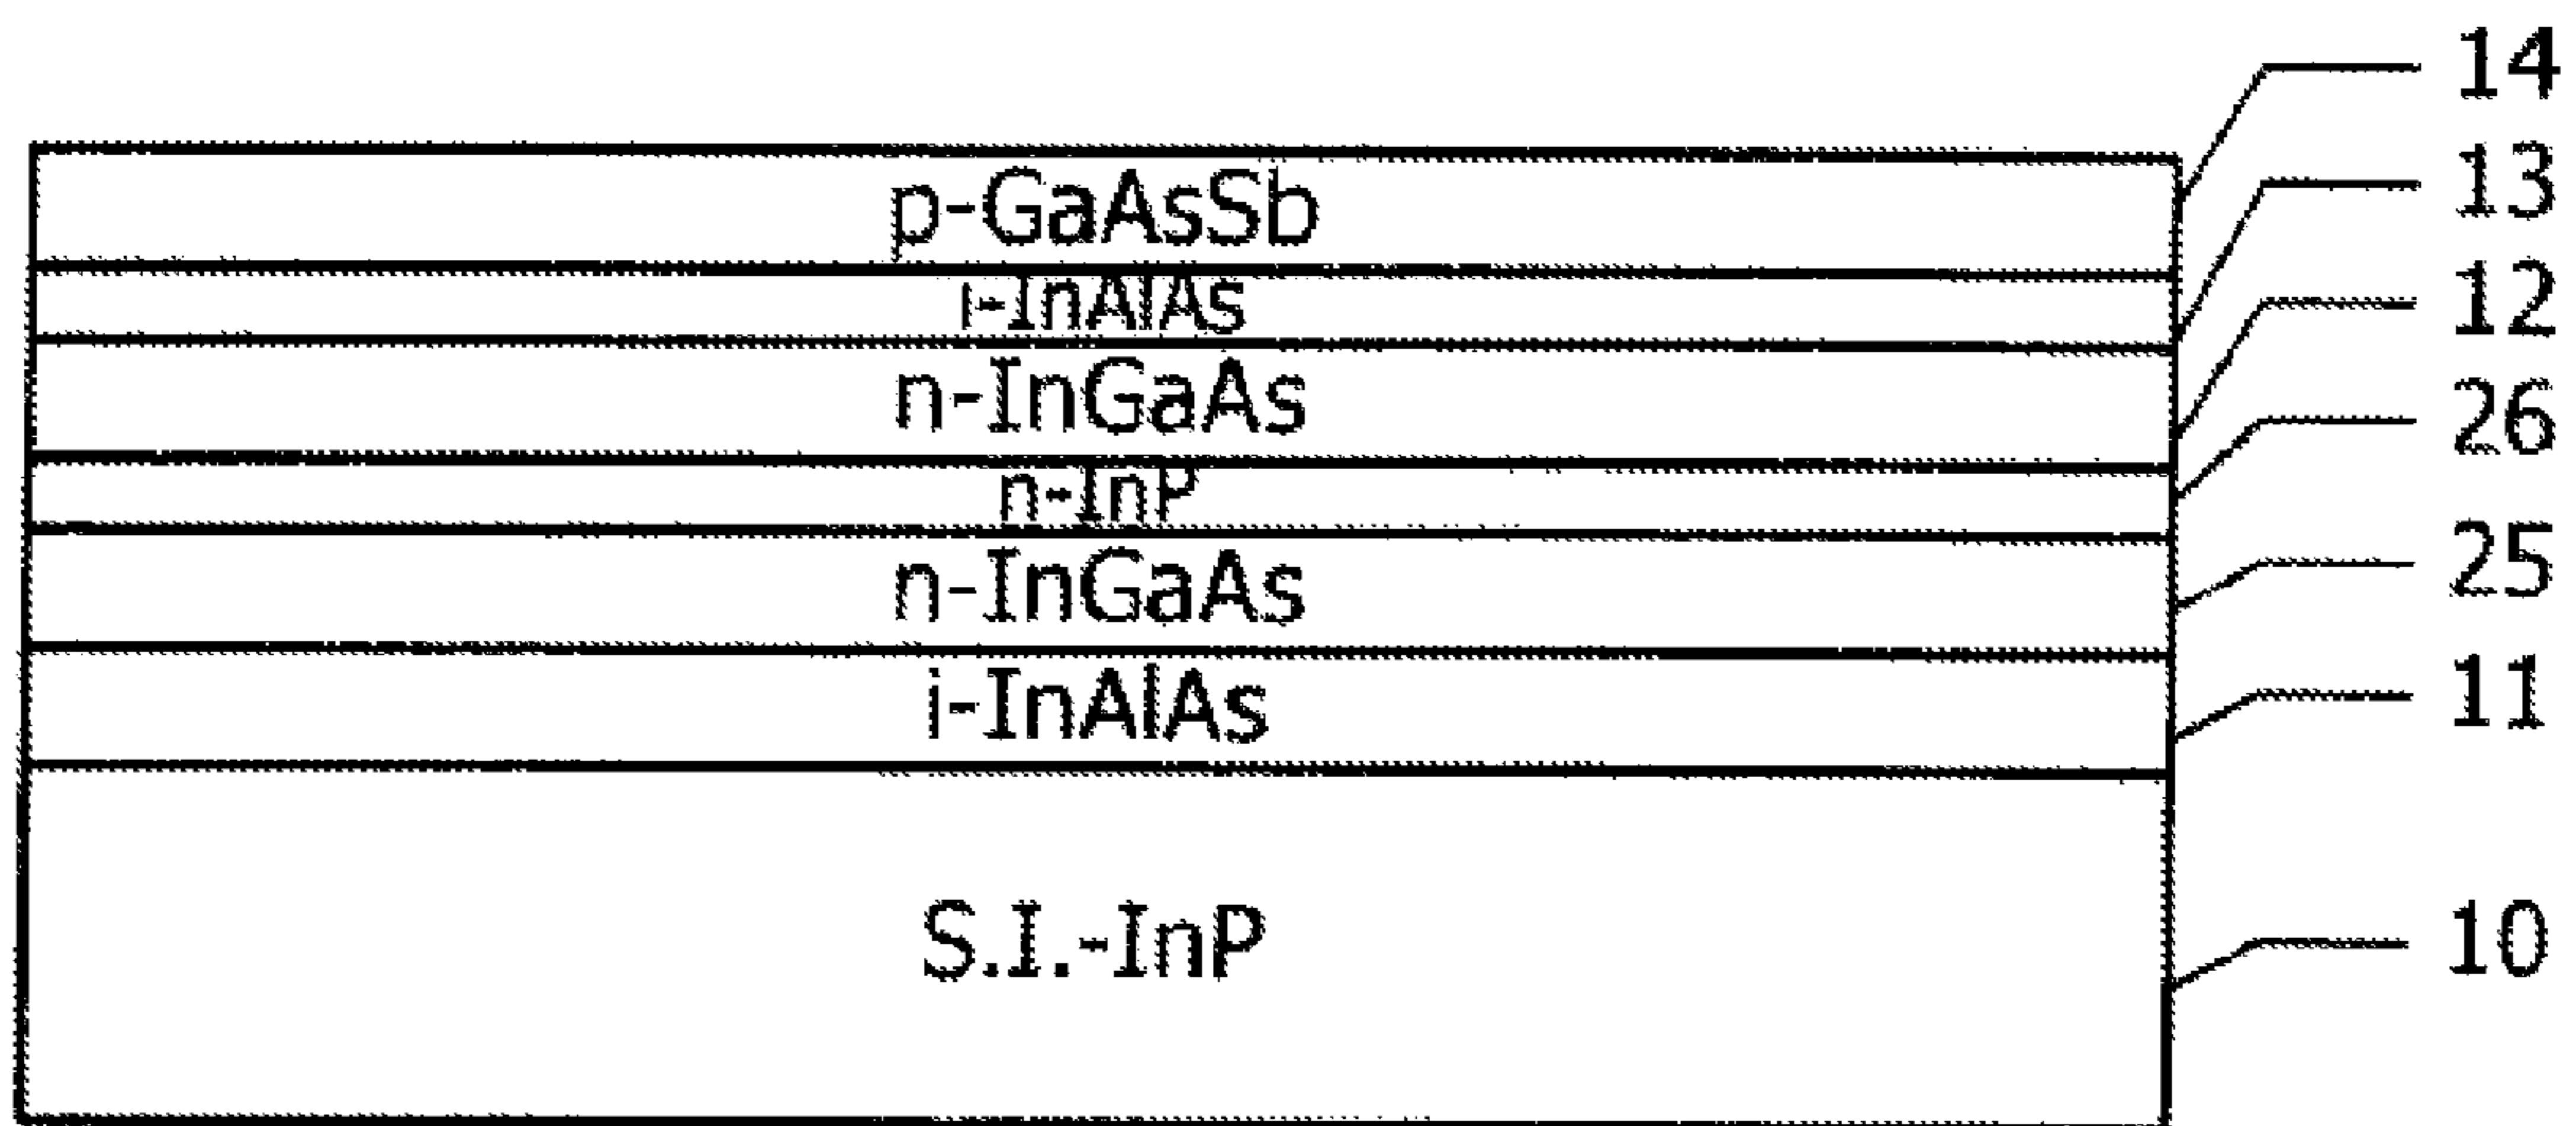 14
p-GaAsSb
13
i-InAlAs
12
n-InGaAs
26
n-InP
25
n-InGaAs
11
i-InAlAs
10
S.I.-InP